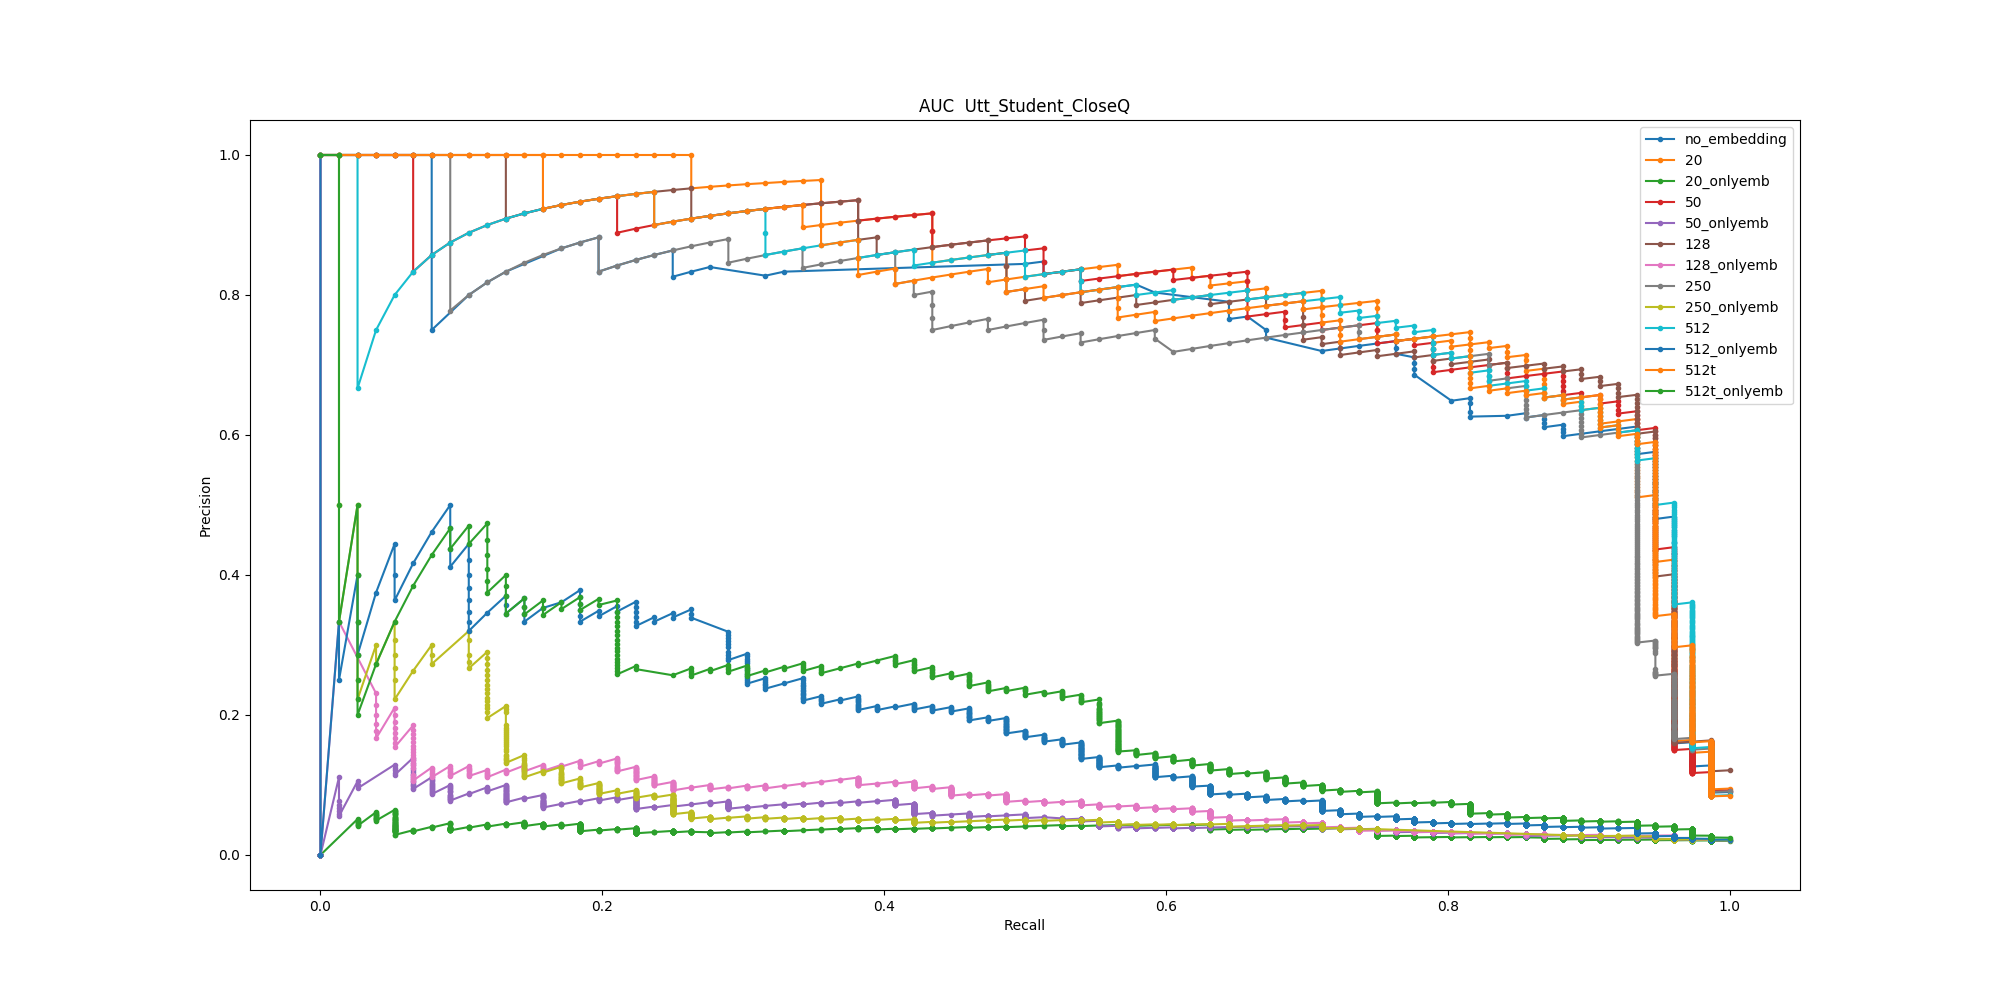 AUC  Utt_Student_CloseQ
no_embedding
20
20_onlyemb
50
50_onlyemb
128
128_onlyemb
250
250_onlyemb
512
512_onlyemb
512t
512t_onlyemb
Precision
1.0
0.8
0.6
0.4
0.2
0.0
0.0 0.2 0.4 0.6 0.8 1.0
Recall